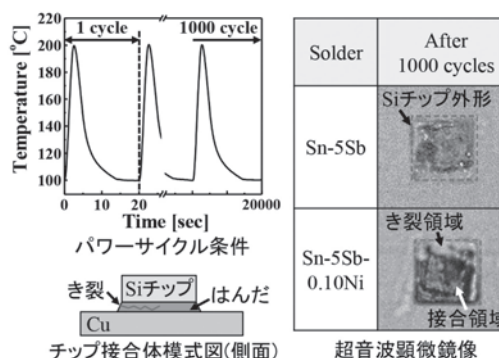 Temperature [°C]
220
200
180
160
140
120
100
1 cycle
1000 cycle
0
10
20
20000
Time [sec]
パワーサイクル条件
き裂
Siチップ
はんだ
Cu
チップ接合体模式図(側面)
Solder
After
1000 cycles
Sn-5Sb
Siチップ外形
Sn-5Sb-
0.10Ni
き裂領域
接合領域
超音波顕微鏡像